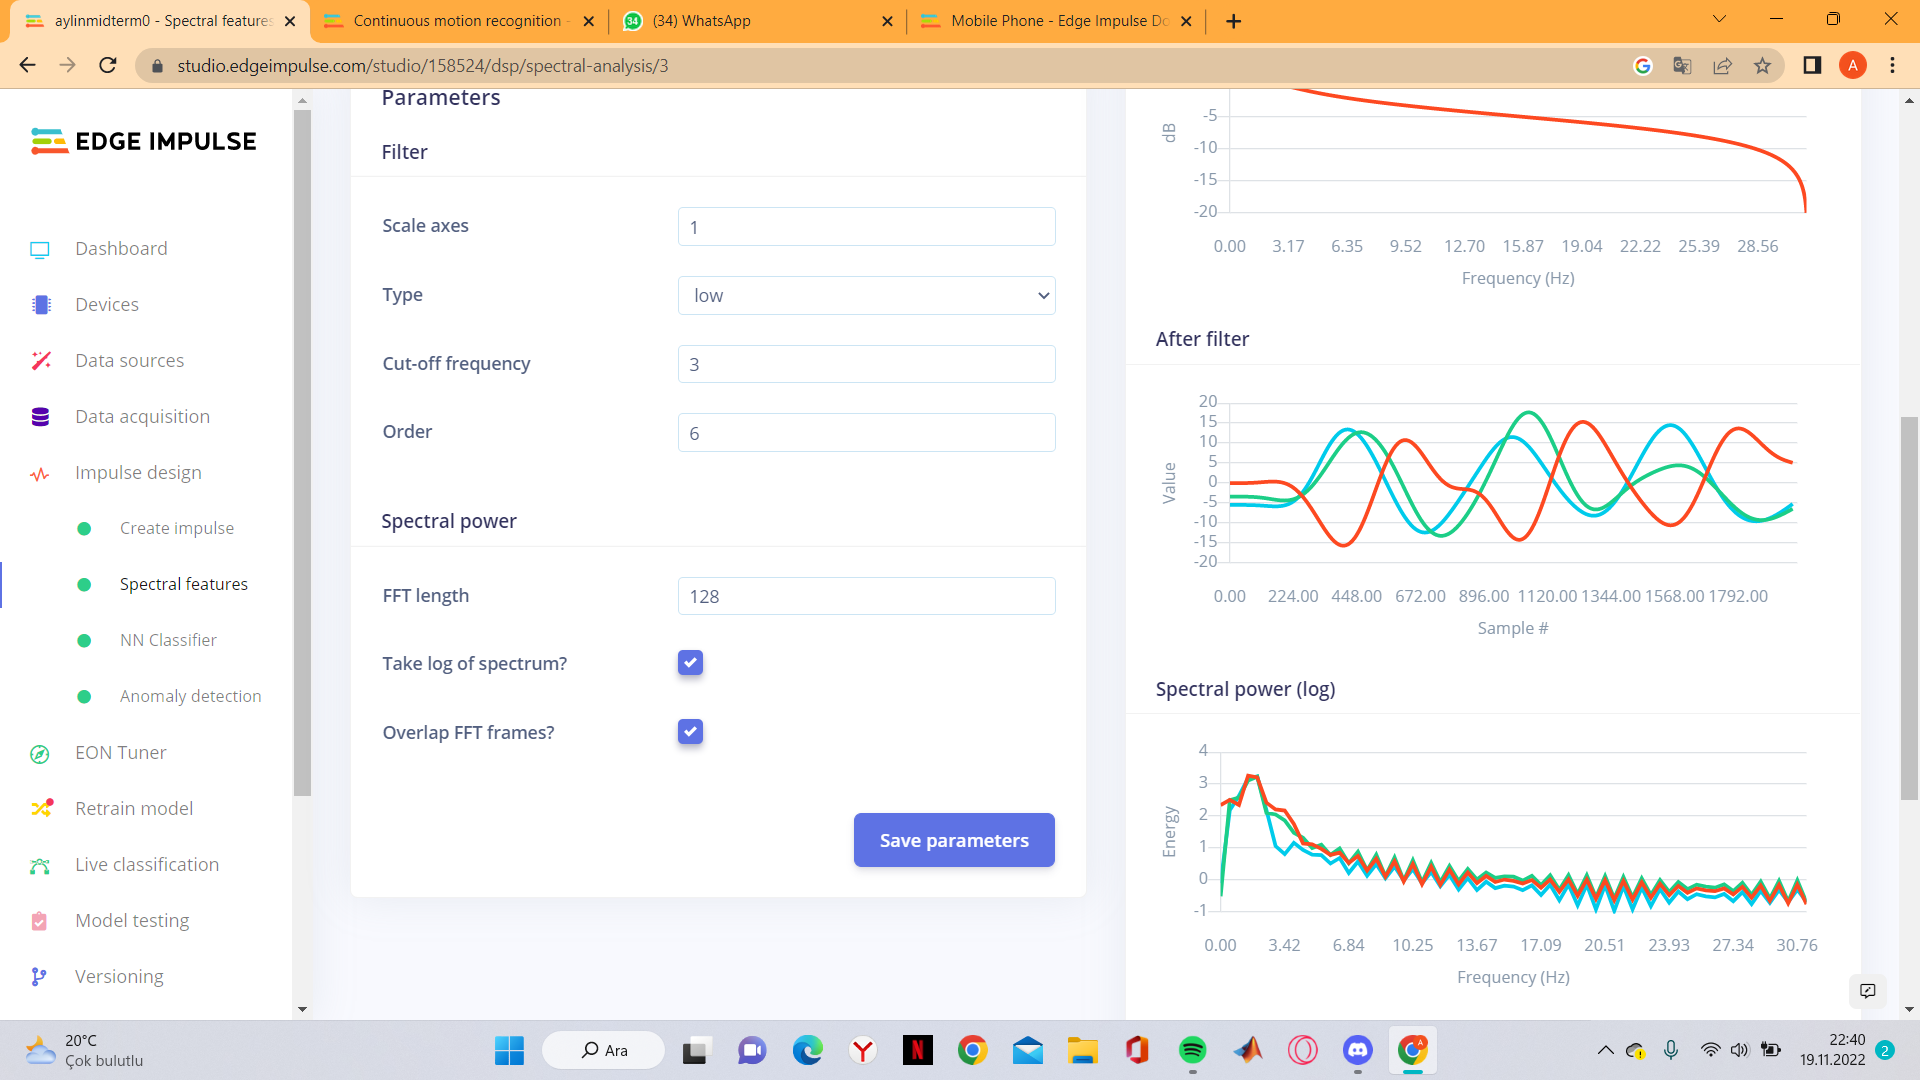 aylinmidterm0 - Spectral features
Continuous motion recognition -
34
(34) WhatsApp
Mobile Phone - Edge Impulse Do
studio.edgeimpulse.com/studio/158524/dsp/spectral-analysis/3
A
EDGE IMPULSE
Dashboard
Devices
Data sources
Data acquisition
Impulse design
Create impulse
Spectral features
NN Classifier
Anomaly detection
EON Tuner
Retrain model
Live classification
Model testing
Versioning
Parameters
Filter
Scale axes
1
Type
low
Cut-off frequency
3
Order
6
Spectral power
FFT length
128
Take log of spectrum?
Overlap FFT frames?
Save parameters
dB
-5
-10
-15
-20
0.00 3.17 6.35 9.52 12.70 15.87 19.04 22.22 25.39 28.56
Frequency (Hz)
After filter
Value
20
15
10
5
0
-5
-10
-15
-20
0.00 224.00 448.00 672.00 896.00 1120.00 1344.00 1568.00 1792.00
Sample #
Spectral power (log)
Energy
4
3
2
1
0
-1
0.00 3.42 6.84 10.25 13.67 17.09 20.51 23.93 27.34 30.76
Frequency (Hz)
20°C
Çok bulutlu
Ara
22:40
19.11.2022
2